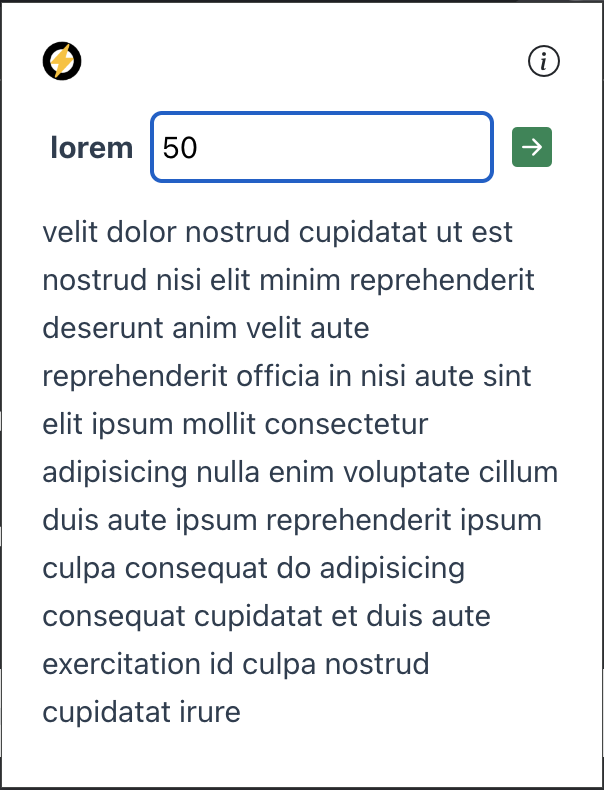 i
lorem 50
velit dolor nostrud cupidatat ut est
nostrud nisi elit minim reprehenderit
deserunt anim velit aute
reprehenderit officia in nisi aute sint
elit ipsum mollit consectetur
adipisicing nulla enim voluptate cillum
duis aute ipsum reprehenderit ipsum
culpa consequat do adipisicing
consequat cupidatat et duis aute
exercitation id culpa nostrud
cupidatat irure